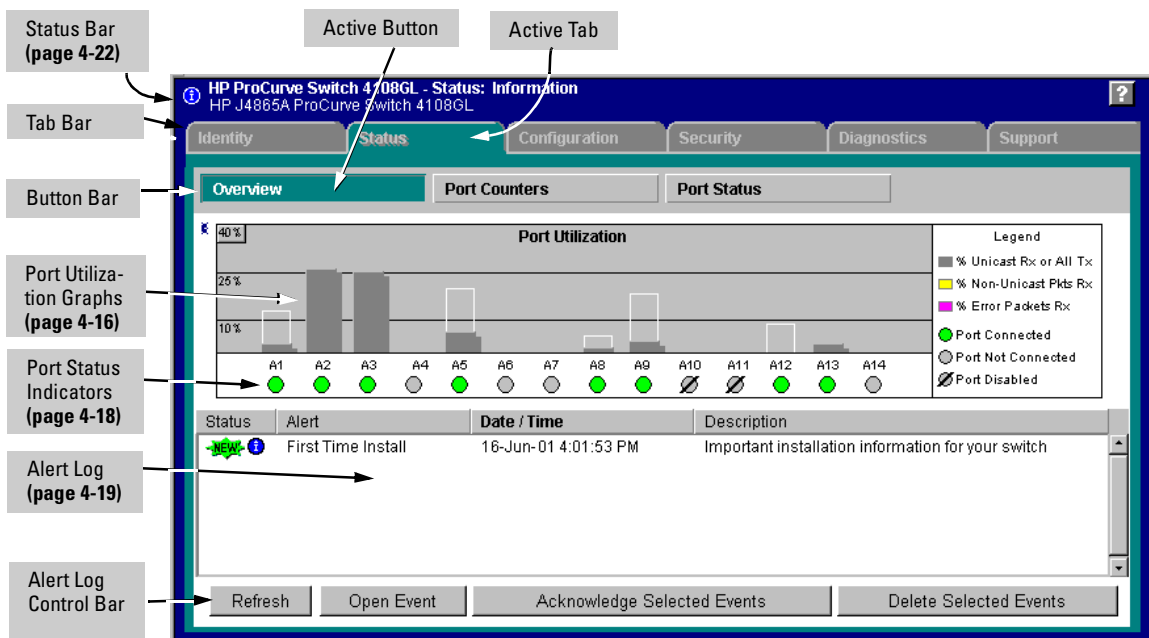 Status Bar
(page 4-22)
Active Button
Active Tab
HP ProCurve Switch 4108GL - Status: Information
HP J4865A ProCurve Switch 4108GL
?
Tab Bar
Identity
Status
Configuration
Security
Diagnostics
Support
Button Bar
Overview
Port Counters
Port Status
Port Utiliza-
tion Graphs
(page 4-16)
40%
Port Utilization
25%
10%
Legend
% Unicast Rx or All Tx
% Non-Unicast Pkts Rx
% Error Packets Rx
Port Connected
Port Not Connected
Port Disabled
Port Status
Indicators
(page 4-18)
A1 A2 A3 A4 A5 A6 A7 A8 A9 A10 A11 A12 A13 A14
Status Alert Date / Time Description
NEW First Time Install 16-Jun-01 4:01:53 PM Important installation information for your switch
Alert Log
(page 4-19)
Alert Log
Control Bar
Refresh
Open Event
Acknowledge Selected Events
Delete Selected Events